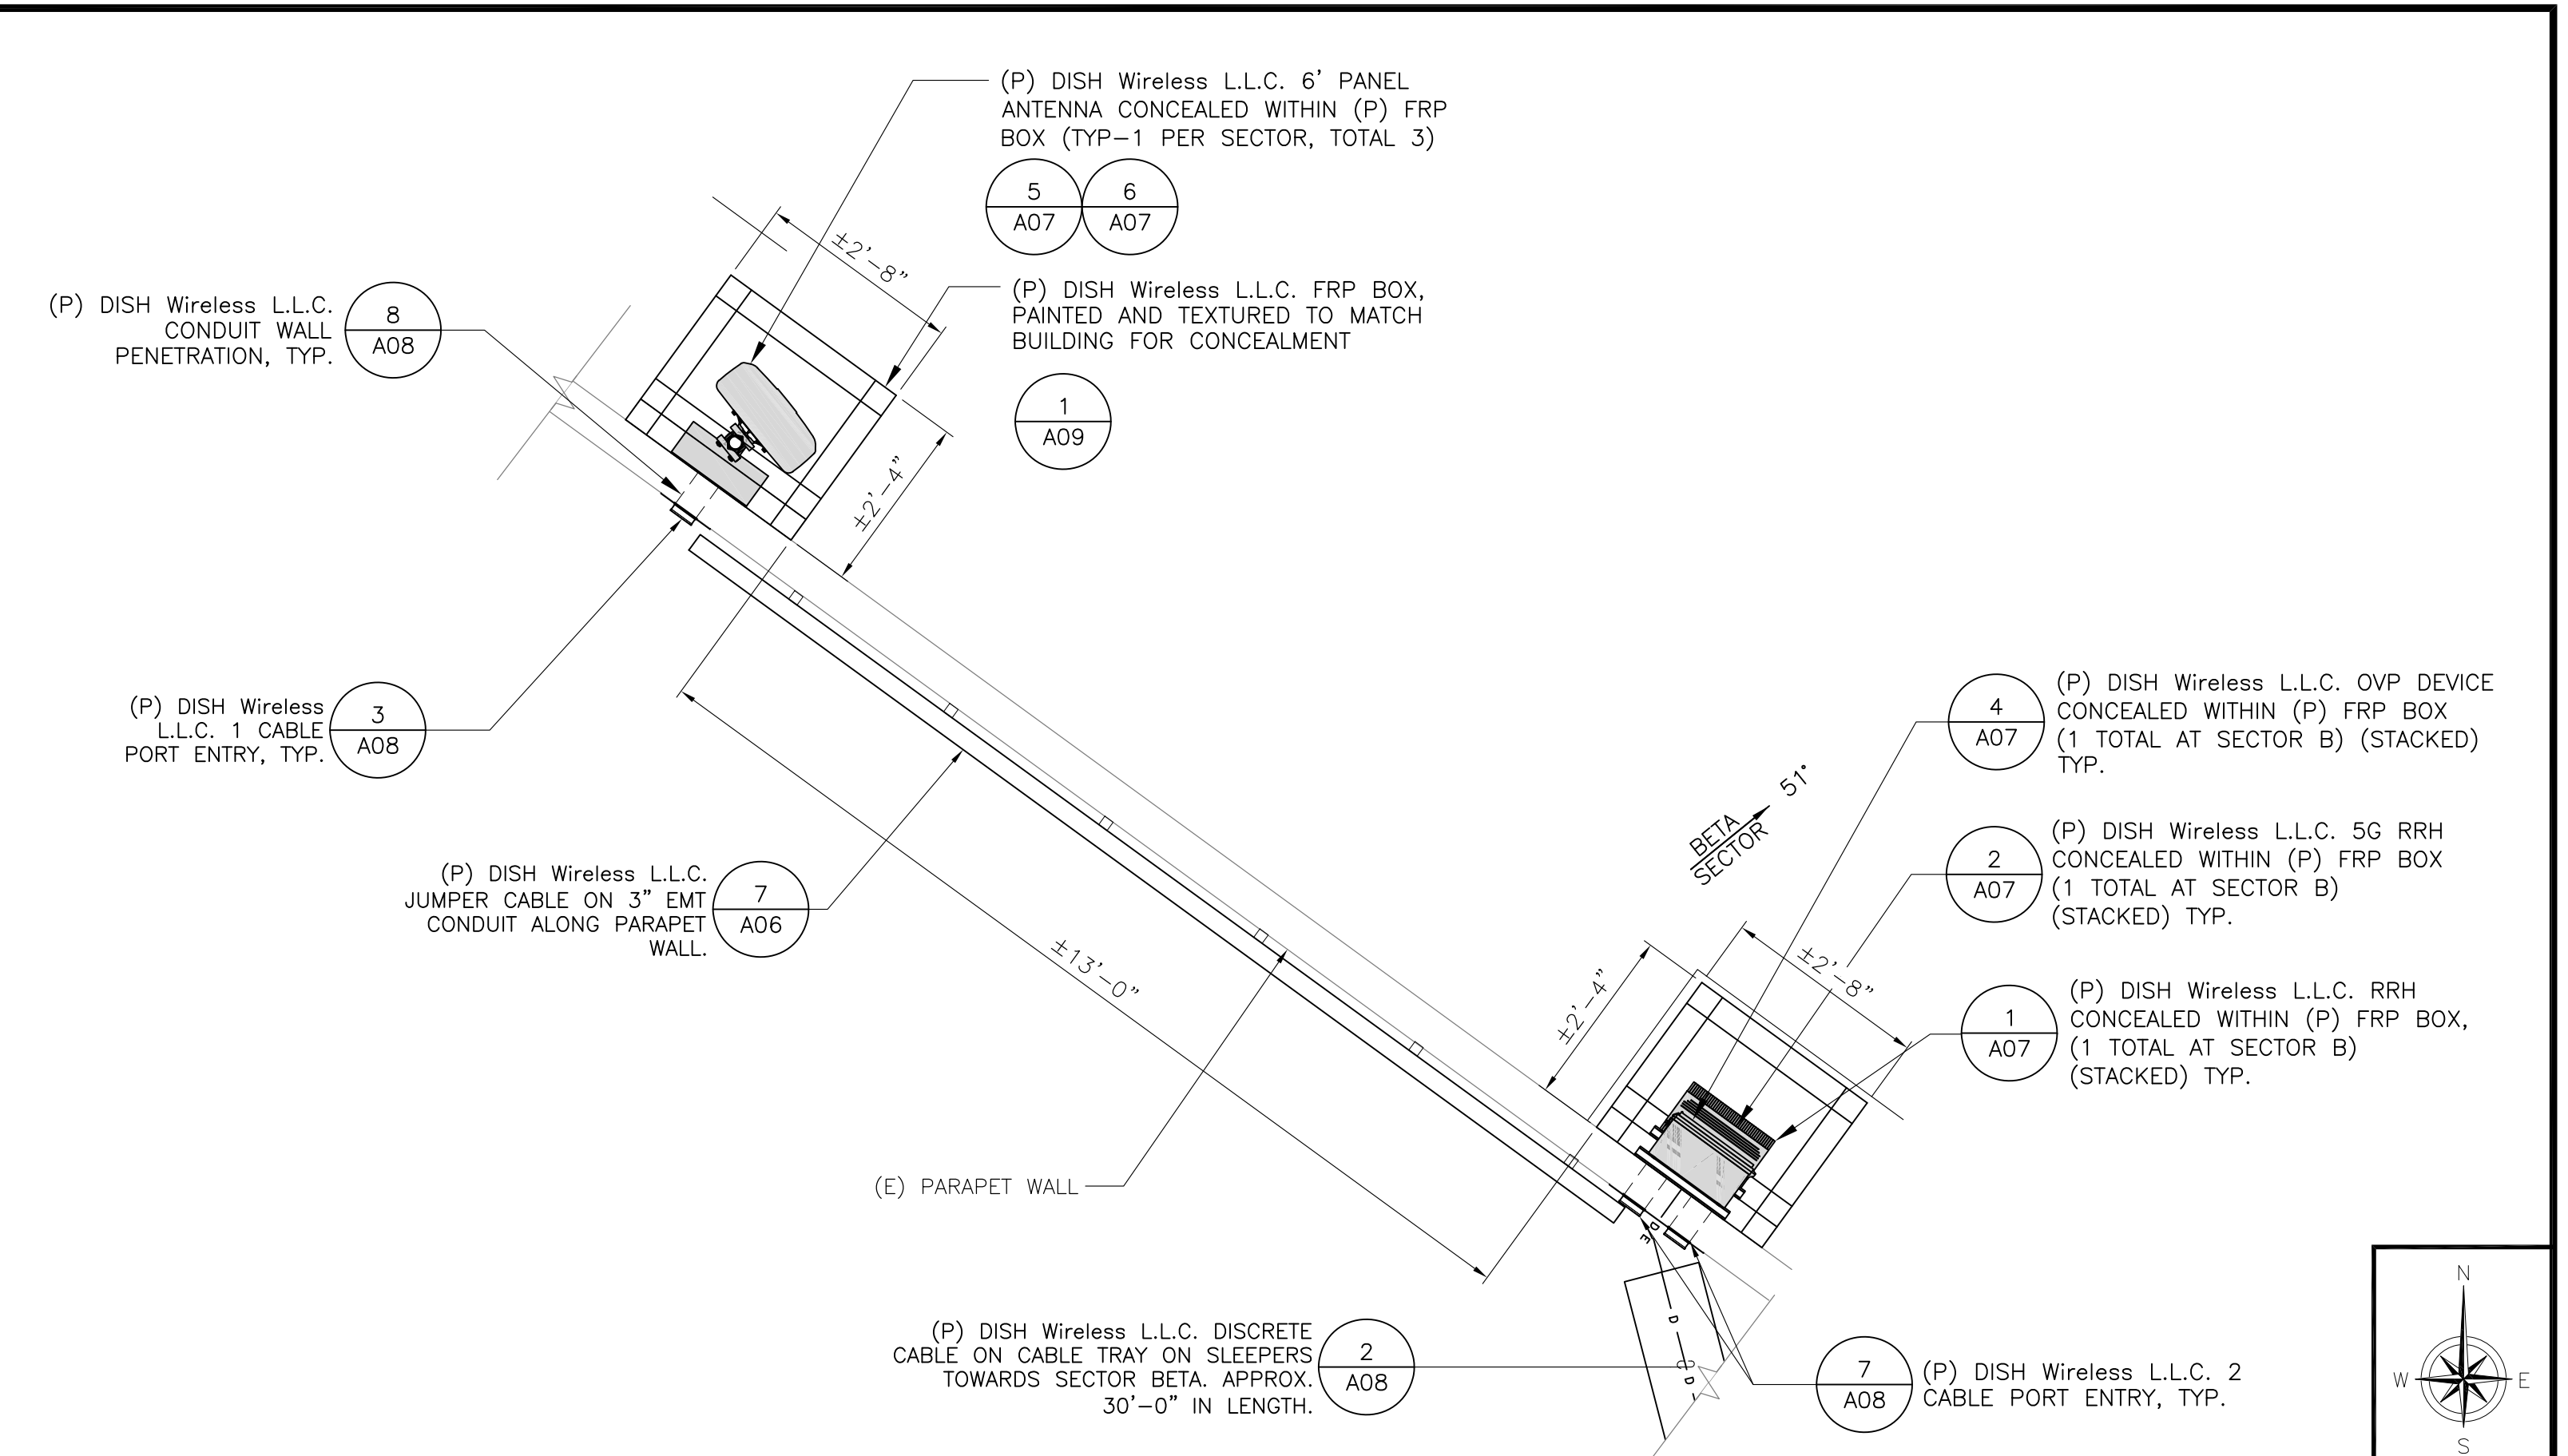 (P) DISH Wireless L.L.C. 6' PANEL
ANTENNA CONCEALED WITHIN (P) FRP
BOX (TYP-1 PER SECTOR, TOTAL 3)
5
A07
6
A07
±2'-8"
(P) DISH Wireless L.L.C. FRP BOX,
PAINTED AND TEXTURED TO MATCH
BUILDING FOR CONCEALMENT
1
A09
(P) DISH Wireless L.L.C.
CONDUIT WALL
PENETRATION, TYP.
8
A08
±2'-4"
(P) DISH Wireless
L.L.C. 1 CABLE
PORT ENTRY, TYP.
3
A08
4
A07
(P) DISH Wireless L.L.C. OVP DEVICE
CONCEALED WITHIN (P) FRP BOX
(1 TOTAL AT SECTOR B) (STACKED)
TYP.
BETA
SECTOR
51°
2
A07
(P) DISH Wireless L.L.C. 5G RRH
CONCEALED WITHIN (P) FRP BOX
(1 TOTAL AT SECTOR B)
(STACKED) TYP.
(P) DISH Wireless L.L.C.
JUMPER CABLE ON 3" EMT
CONDUIT ALONG PARAPET
WALL.
7
A06
±13'-0"
±2'-4"
±2'-8"
1
A07
(P) DISH Wireless L.L.C. RRH
CONCEALED WITHIN (P) FRP BOX,
(1 TOTAL AT SECTOR B)
(STACKED) TYP.
(E) PARAPET WALL
D
E
D
D
(P) DISH Wireless L.L.C. DISCRETE
CABLE ON CABLE TRAY ON SLEEPERS
TOWARDS SECTOR BETA. APPROX.
30'-0" IN LENGTH.
2
A08
7
A08
(P) DISH Wireless L.L.C. 2
CABLE PORT ENTRY, TYP.
N
W
E
S